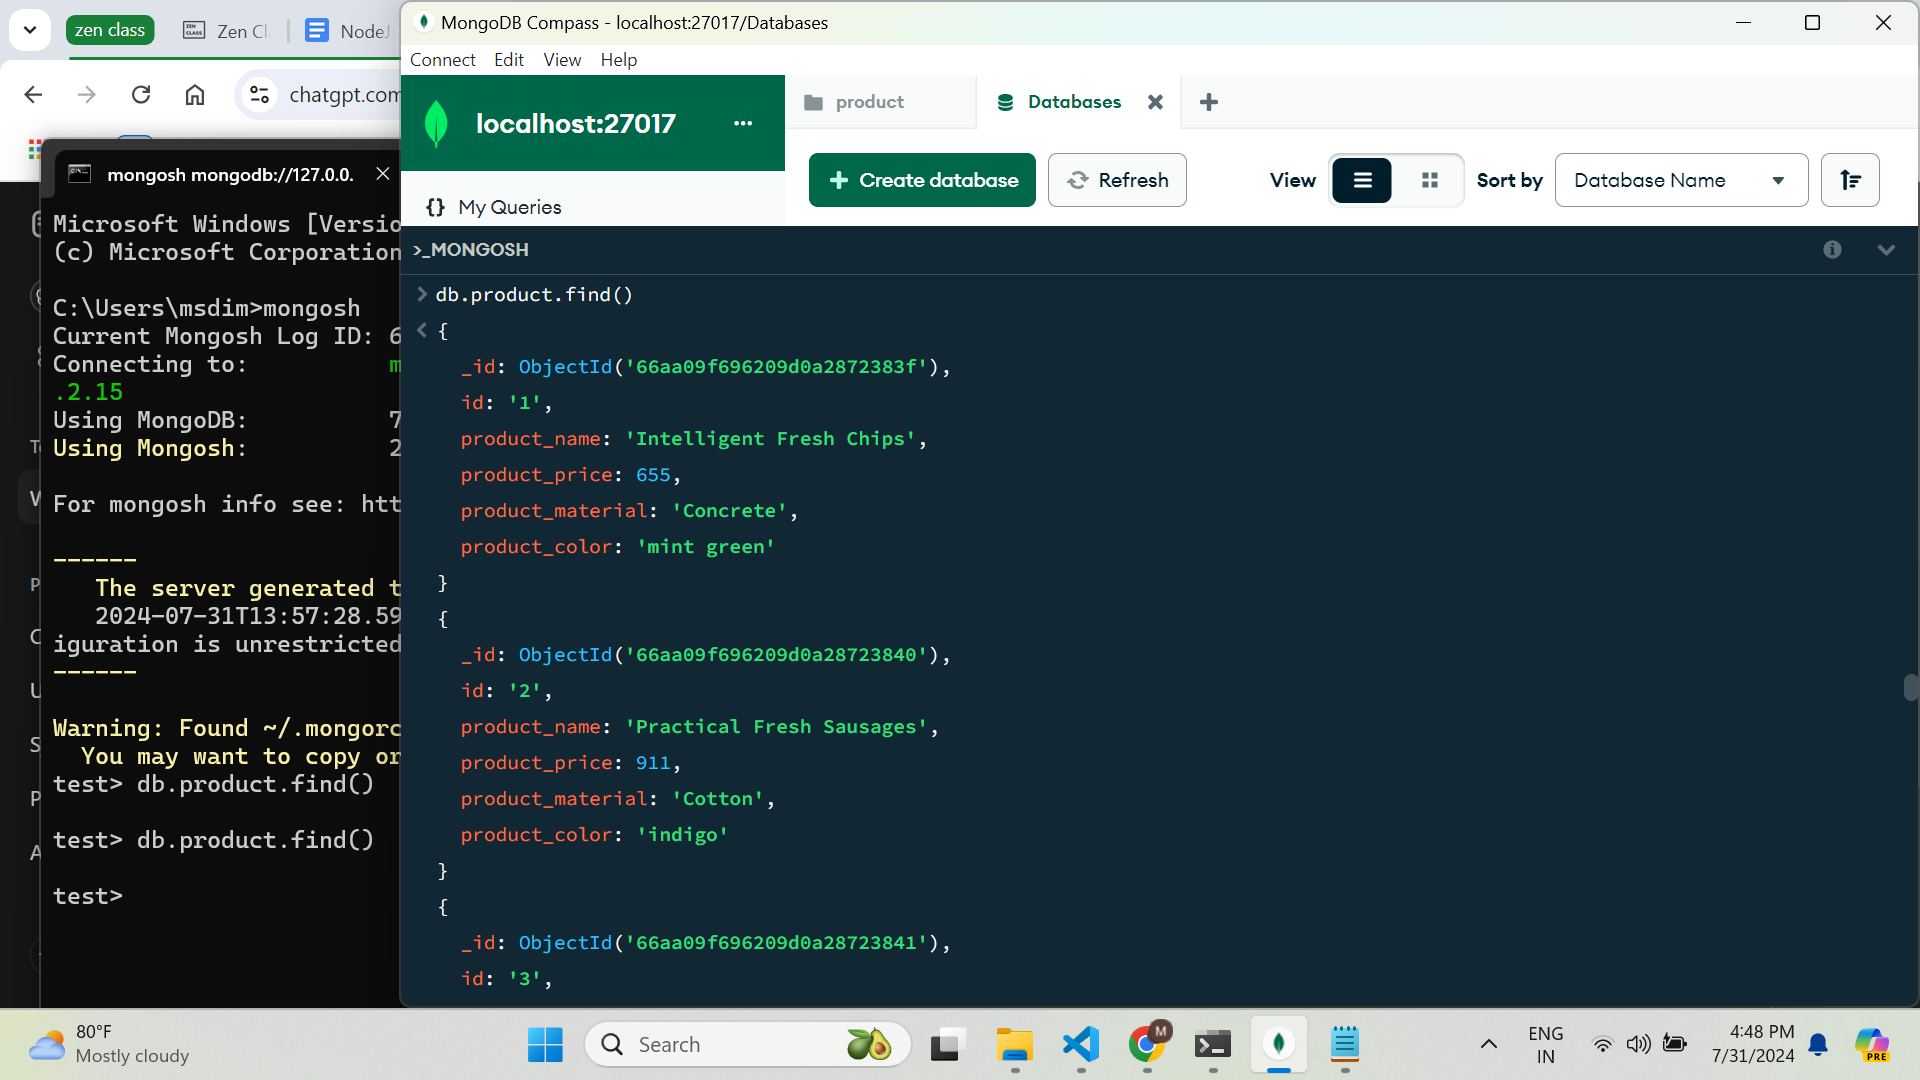 zen class
Zen Cl
NodeJ
chatgpt.com
mongosh mongodb://127.0.0.
Microsoft Windows [Versio
(c) Microsoft Corporation
C:\Users\msdim>mongosh
Current Mongosh Log ID: 6
Connecting to: m
.2.15
Using MongoDB: 7
Using Mongosh: 2
For mongosh info see: htt
------
The server generated t
2024-07-31T13:57:28.59
iguration is unrestricted
------
Warning: Found ~/.mongorc
You may want to copy or
test> db.product.find()
test> db.product.find()
test>
MongoDB Compass - localhost:27017/Databases
Connect Edit View Help
localhost:27017 ...
{} My Queries
product
Databases
Create database
Refresh
View
Sort by
Database Name
>_MONGOSH
> db.product.find()
< {
_id: ObjectId('66aa09f696209d0a2872383f'),
id: '1',
product_name: 'Intelligent Fresh Chips',
product_price: 655,
product_material: 'Concrete',
product_color: 'mint green'
}
{
_id: ObjectId('66aa09f696209d0a28723840'),
id: '2',
product_name: 'Practical Fresh Sausages',
product_price: 911,
product_material: 'Cotton',
product_color: 'indigo'
}
{
_id: ObjectId('66aa09f696209d0a28723841'),
id: '3',
80°F
Mostly cloudy
Search
M
ENG
IN
4:48 PM
7/31/2024
PRE